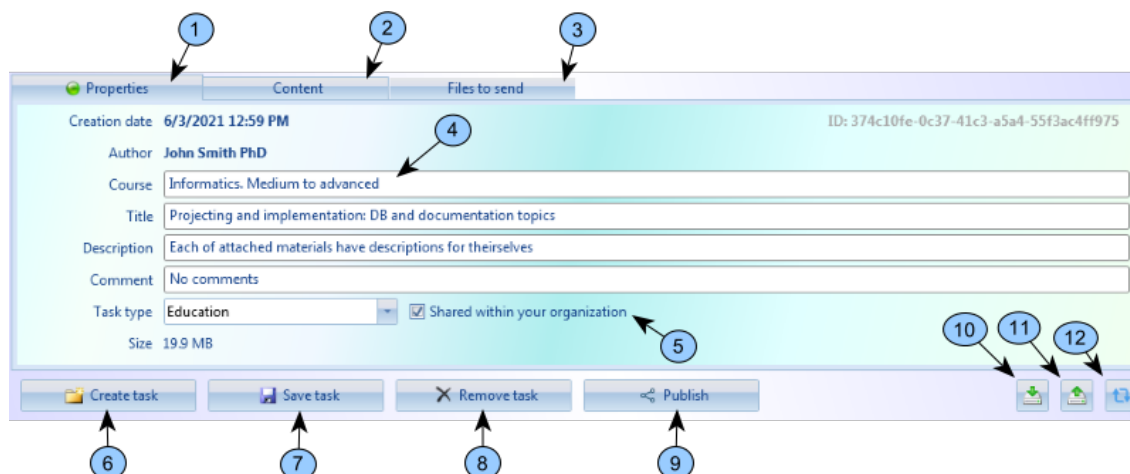 1 2 3
Properties Content Files to send
Creation date 6/3/2021 12:59 PM ID: 374c10fe-0c37-41c3-a5a4-55f3ac4ff975
4
Author John Smith PhD
Course Informatics. Medium to advanced
Title Projecting and implementation: DB and documentation topics
Description Each of attached materials have descriptions for theirselves
Comment No comments
Task type Education Shared within your organization
Size 19.9 MB
5
10 11 12
Create task Save task Remove task Publish
6 7 8 9